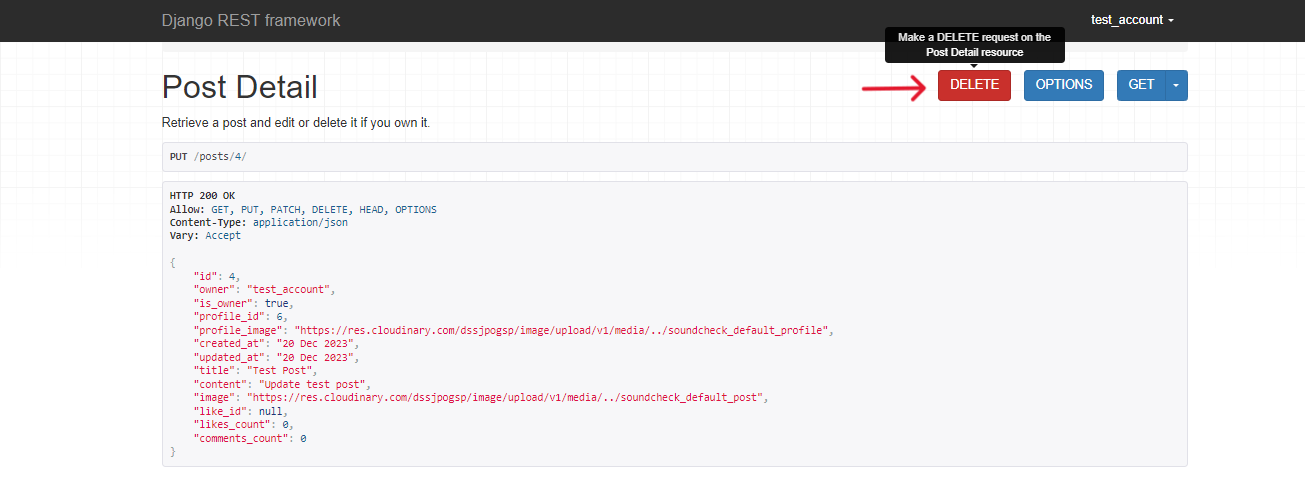 Django REST framework
test_account
Make a DELETE request on the
Post Detail resource
Post Detail
DELETE
OPTIONS
GET
Retrieve a post and edit or delete it if you own it.
PUT /posts/4/
HTTP 200 OK
Allow: GET, PUT, PATCH, DELETE, HEAD, OPTIONS
Content-Type: application/json
Vary: Accept
{
    "id": 4,
    "owner": "test_account",
    "is_owner": true,
    "profile_id": 6,
    "profile_image": "https://res.cloudinary.com/dssjpogsp/image/upload/v1/media/../soundcheck_default_profile",
    "created_at": "20 Dec 2023",
    "updated_at": "20 Dec 2023",
    "title": "Test Post",
    "content": "Update test post",
    "image": "https://res.cloudinary.com/dssjpogsp/image/upload/v1/media/../soundcheck_default_post",
    "like_id": null,
    "likes_count": 0,
    "comments_count": 0
}